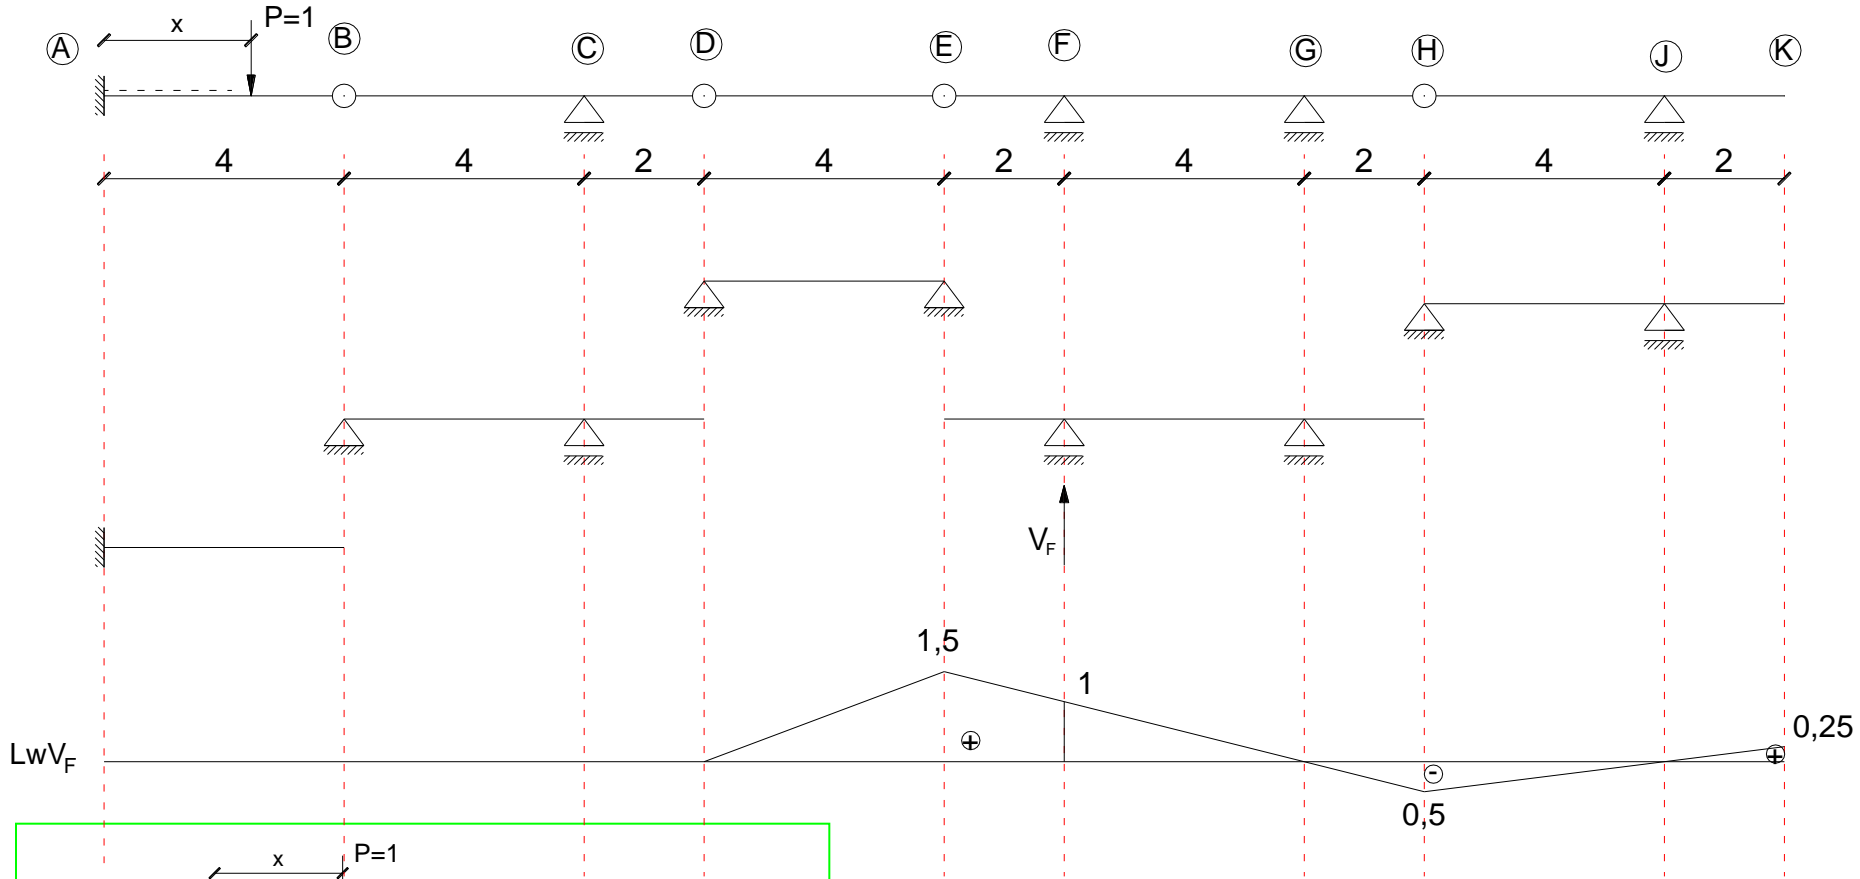 x P=1
A B C D E F G H J K
4 4 2 4 2 4 2 4 2
V_F
1,5
1
0,25
LwV_F
+ - +
0,5
x P=1